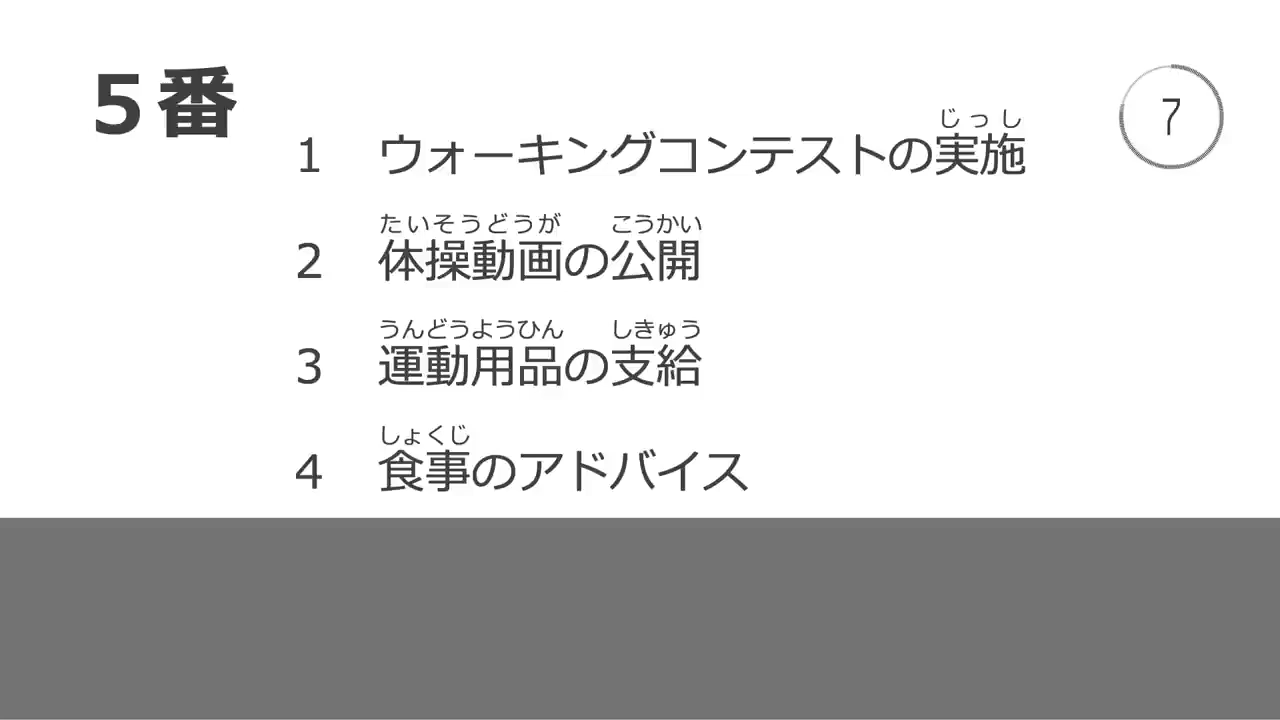 5番
7
じっし
1 ウォーキングコンテストの実施
たいそうどうが こうかい
2 体操動画の公開
うんどうようひん しきゅう
3 運動用品の支給
しょくじ
4 食事のアドバイス